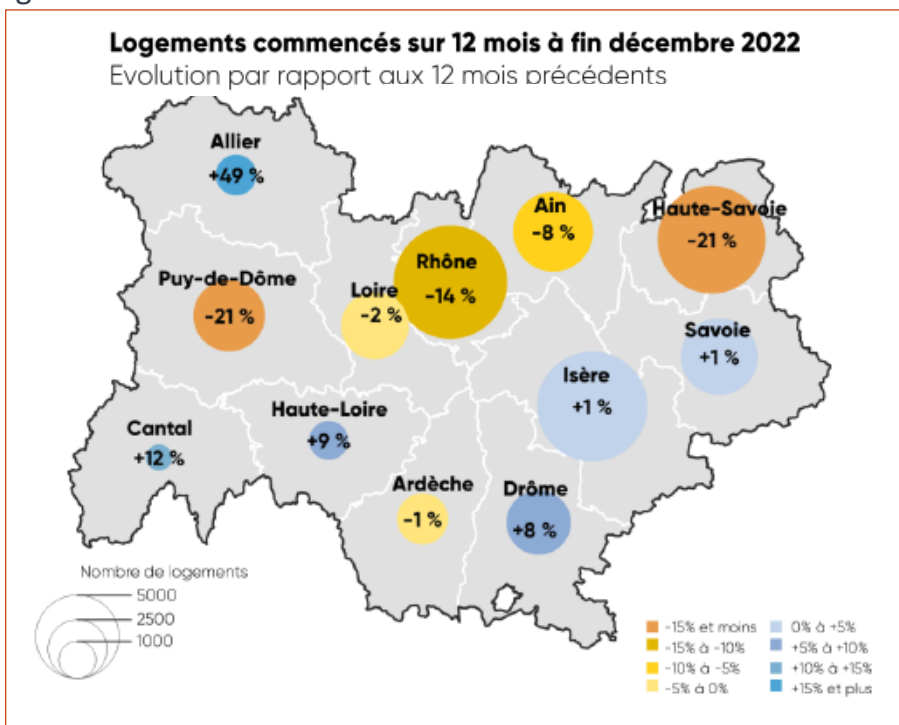 Logements commencés sur 12 mois à fin décembre 2022
Evolution par rapport aux 12 mois précédents
Allier
+49 %
Ain
-8 %
Haute-Savoie
-21 %
Rhône
-14 %
Puy-de-Dôme
-21 %
Loire
-2 %
Savoie
+1 %
Isère
+1 %
Haute-Loire
+9 %
Cantal
+12 %
Ardèche
-1 %
Drôme
+8 %
Nombre de logements
5000
2500
1000
-15% et moins
-15% à -10%
-10% à -5%
-5% à 0%
0% à +5%
+5% à +10%
+10% à +15%
+15% et plus